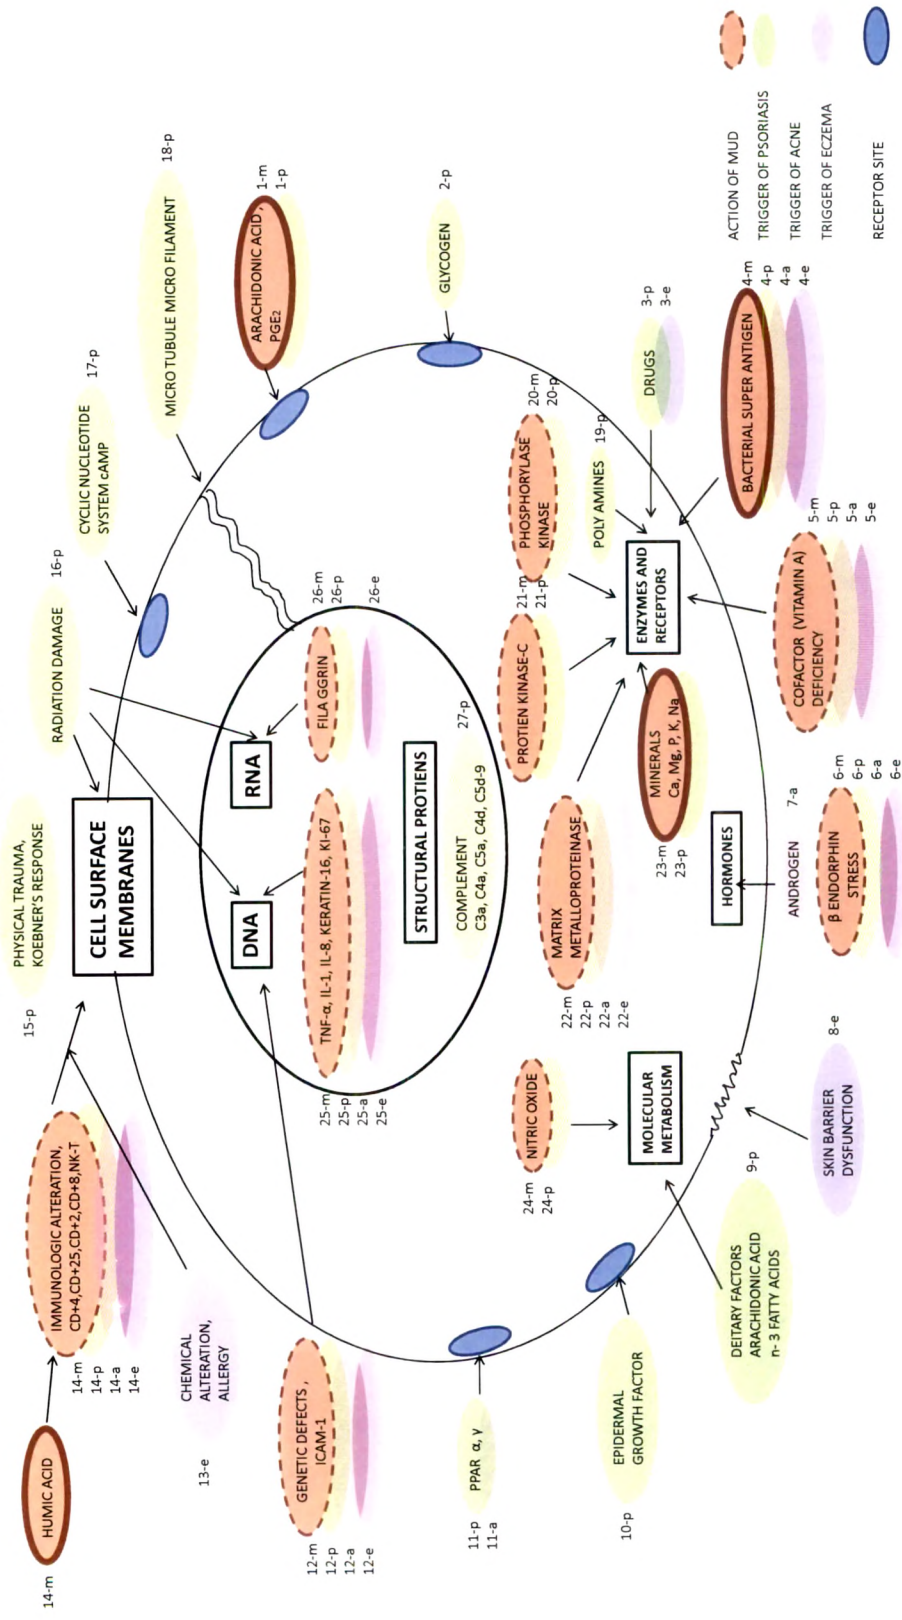 14-m
HUMIC ACID
IMMUNOLOGIC ALTERATION,
CD+4,CD+25,CD+2,CD+8,NK-T
14-m
14-p
14-a
14-e
15-p
PHYSICAL TRAUMA,
KOEBNER'S RESPONSE
RADIATION DAMAGE
16-p
CYCLIC NUCLEOTIDE
SYSTEM cAMP
17-p
MICRO TUBULE MICRO FILAMENT
18-p
ARACHIDONIC ACID,
PGE2
1-m
1-p
GLYCOGEN
2-p
CELL SURFACE
MEMBRANES
13-e
CHEMICAL
ALTERATION,
ALLERGY
GENETIC DEFECTS ,
ICAM-1
12-m
12-p
12-a
12-e
DNA
RNA
TNF-α, IL-1, IL-8, KERATIN-16, KI-67
25-m
25-p
25-a
25-e
FILA GGRIN
26-m
26-p
26-e
STRUCTURAL PROTIENS
COMPLEMENT
C3a, C4a, C5a, C4d, C5d-9
27-p
11-p
11-a
PPAR α, γ
10-p
EPIDERMAL
GROWTH FACTOR
24-m
24-p
NITRIC OXIDE
MOLECULAR
METABOLISM
22-m
22-p
22-a
22-e
MATRIX
METALLOPROTEINASE
PROTIEN KINASE-C
21-m
21-p
PHOSPHORYLASE
KINASE
20-m
20-p
POLY AMINES
19-p
DRUGS
3-p
3-e
ENZYMES AND
RECEPTORS
23-m
23-p
MINERALS
Ca, Mg, P, K, Na
HORMONES
DEITARY FACTORS
ARACHIDONIC ACID
n- 3 FATTY ACIDS
9-p
SKIN BARRIER
DYSFUNCTION
8-e
ANDROGEN
7-a
β ENDORPHIN
STRESS
6-m
6-p
6-a
6-e
COFACTOR (VITAMIN A)
DEFICIENCY
5-m
5-p
5-a
5-e
BACTERIAL SUPER ANTIGEN
4-m
4-p
4-a
4-e
ACTION OF MUD
TRIGGER OF PSORIASIS
TRIGGER OF ACNE
TRIGGER OF ECZEMA
RECEPTOR SITE